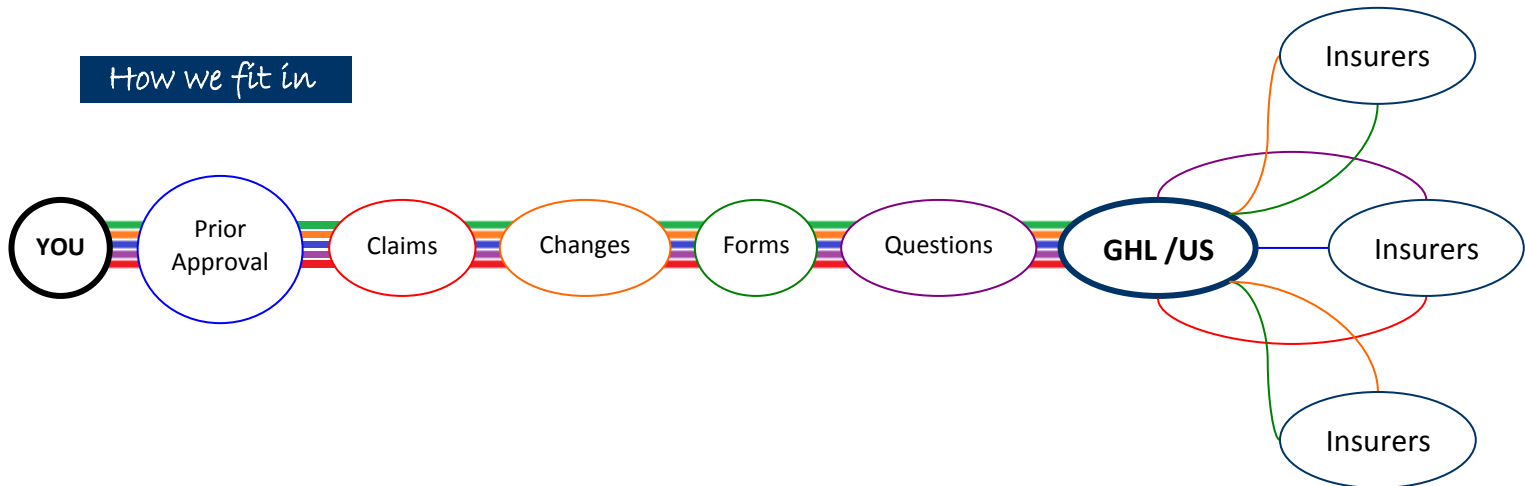 How we fit in
Insurers
YOU
Prior
Approval
Claims
Changes
Forms
Questions
GHL /US
Insurers
Insurers